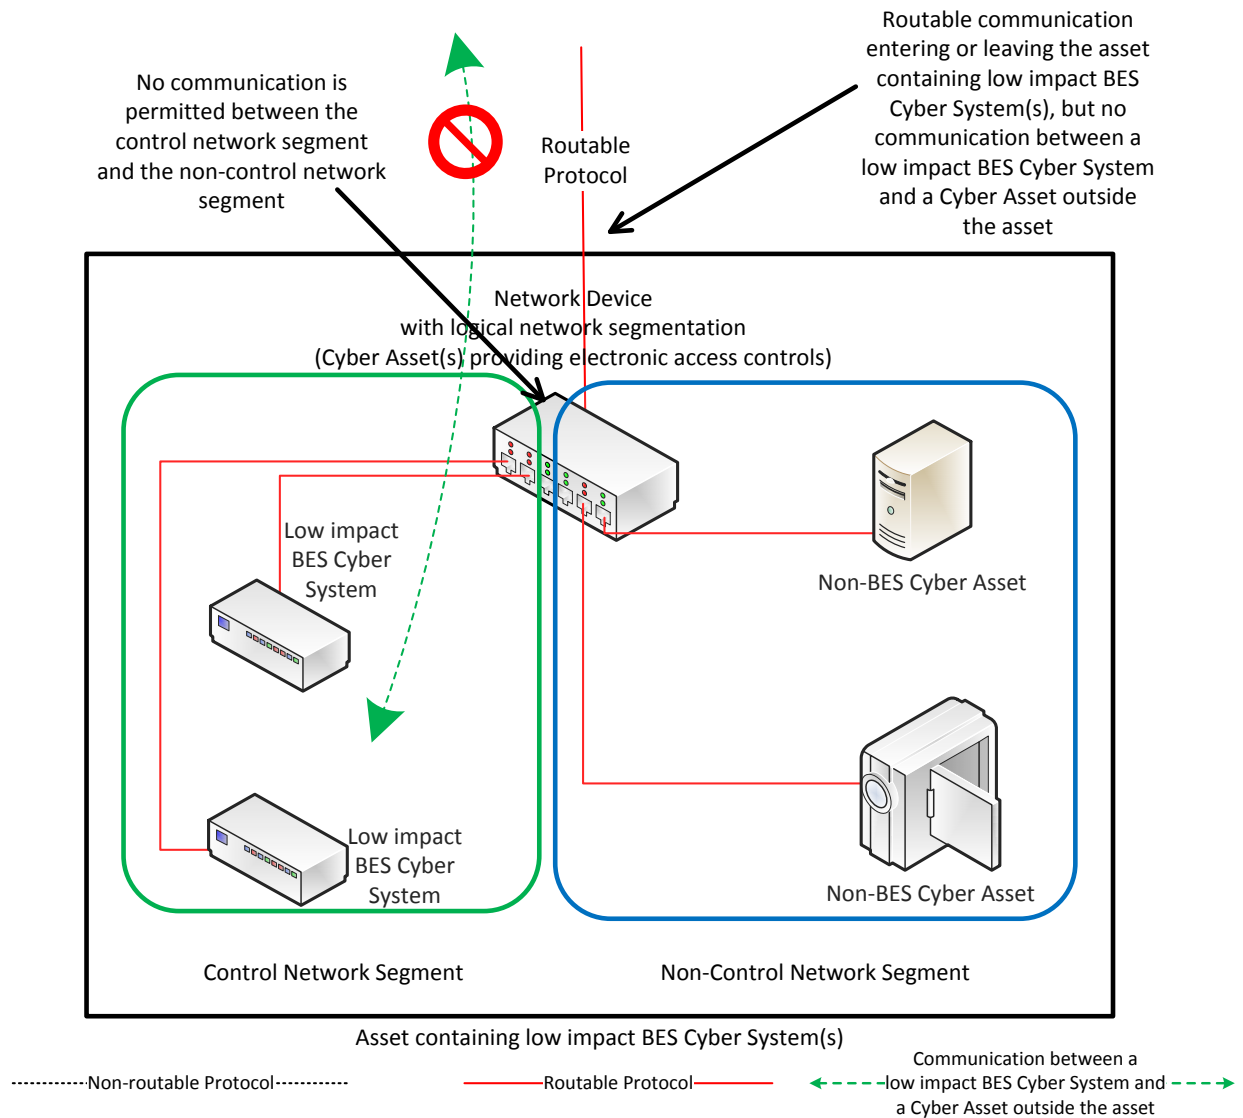 No communication is
permitted between the
control network segment
and the non-control network
segment
Routable
Protocol
Routable communication
entering or leaving the asset
containing low impact BES
Cyber System(s), but no
communication between a
low impact BES Cyber System
and a Cyber Asset outside
the asset
Network Device
with logical network segmentation
(Cyber Asset(s) providing electronic access controls)
Low impact
BES Cyber
System
Non-BES Cyber Asset
Low impact
BES Cyber
System
Non-BES Cyber Asset
Control Network Segment
Non-Control Network Segment
Asset containing low impact BES Cyber System(s)
Non-routable Protocol
Routable Protocol
Communication between a
low impact BES Cyber System and
a Cyber Asset outside the asset